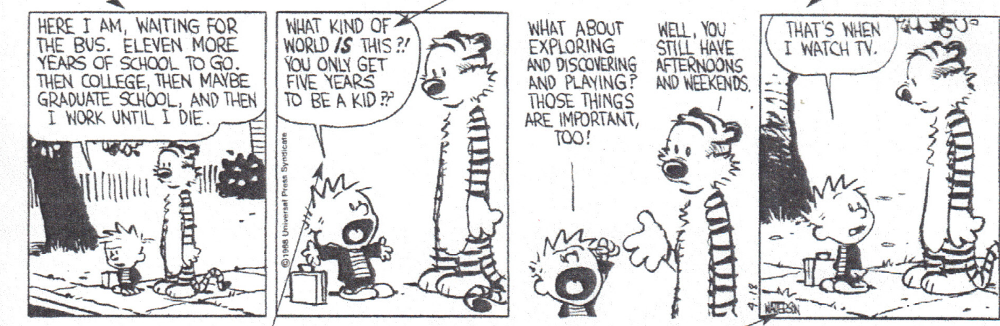 HERE I AM, WAITING FOR
THE BUS. ELEVEN MORE
YEARS OF SCHOOL TO GO.
THEN COLLEGE, THEN MAYBE
GRADUATE SCHOOL, AND THEN
I WORK UNTIL I DIE.
WHAT KIND OF
WORLD IS THIS?!
YOU ONLY GET
FIVE YEARS
TO BE A KID??
©1988 Universal Press Syndicate
WHAT ABOUT
EXPLORING
AND DISCOVERING
AND PLAYING?
THOSE THINGS
ARE IMPORTANT,
TOO!
WELL, YOU
STILL HAVE
AFTERNOONS
AND WEEKENDS.
9-18
THAT'S WHEN
I WATCH TV.
WATTERSON